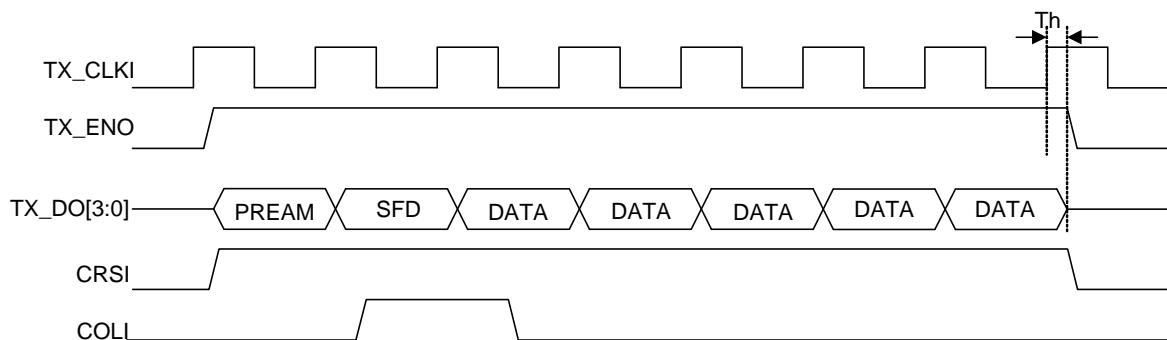 Th
TX_CLKI
TX_ENO
TX_DO[3:0] PREAM SFD DATA DATA DATA DATA DATA
CRSI
COLI